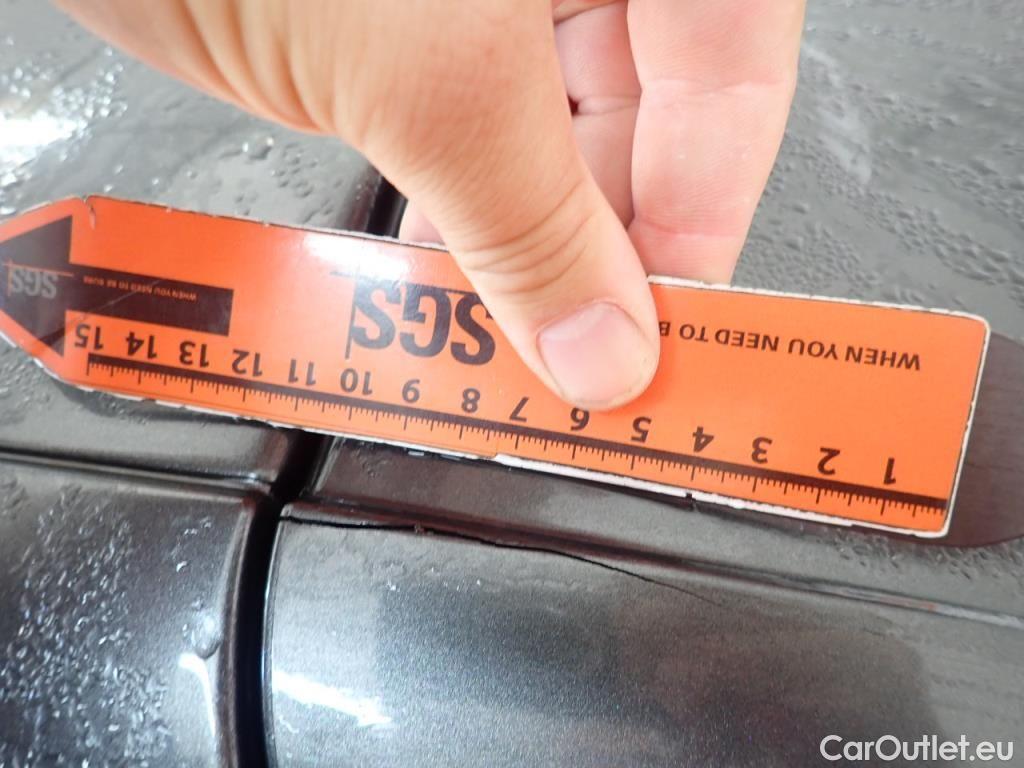 WHEN YOU NEED TO B
SGS
1 2 3 4 5 6 7 8 9 10 11 12 13 14 15
WHEN YOU NEED TO BE SURE
SGS
CarOutlet.eu